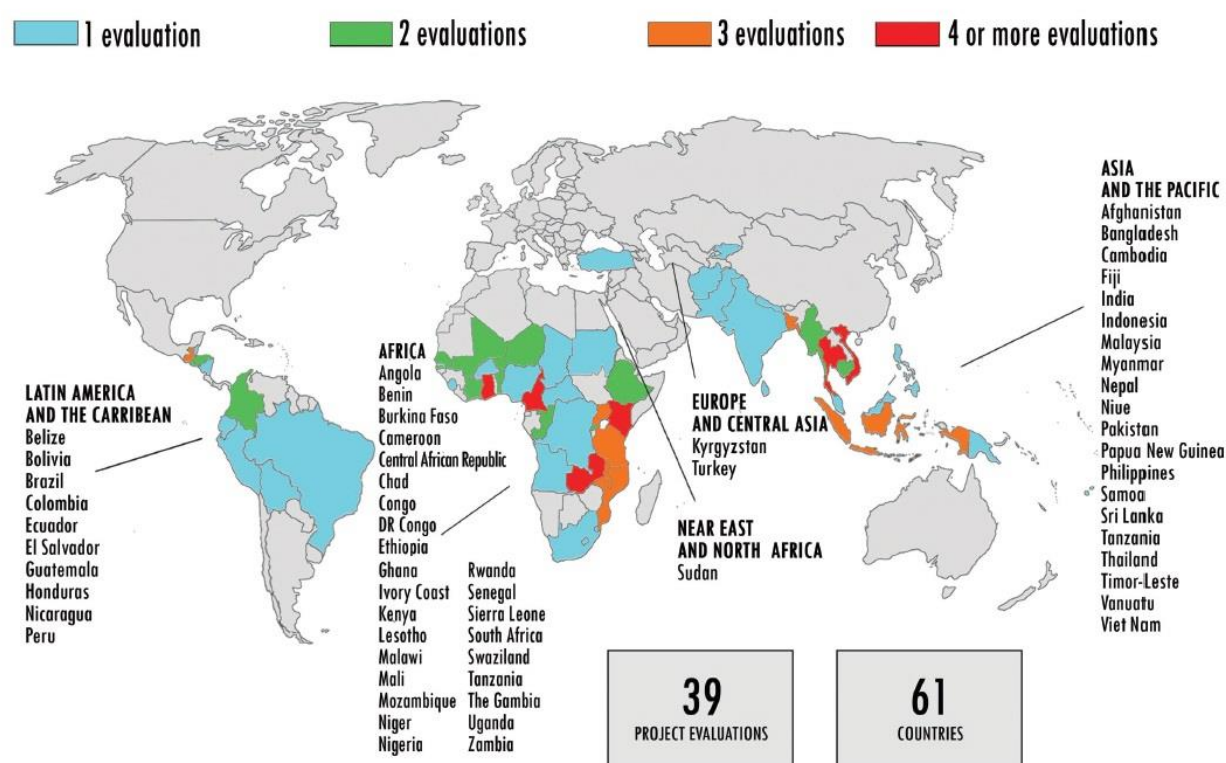 1 evaluation
2 evaluations
3 evaluations
4 or more evaluations
LATIN AMERICA
AND THE CARRIBEAN
Belize
Bolivia
Brazil
Colombia
Ecuador
El Salvador
Guatemala
Honduras
Nicaragua
Peru
AFRICA
Angola
Benin
Burkina Faso
Cameroon
Central African Republic
Chad
Congo
DR Congo
Ethiopia
Ghana
Ivory Coast
Kenya
Lesotho
Malawi
Mali
Mozambique
Niger
Nigeria
Rwanda
Senegal
Sierra Leone
South Africa
Swaziland
Tanzania
The Gambia
Uganda
Zambia
EUROPE
AND CENTRAL ASIA
Kyrgyzstan
Turkey
NEAR EAST
AND NORTH AFRICA
Sudan
ASIA
AND THE PACIFIC
Afghanistan
Bangladesh
Cambodia
Fiji
India
Indonesia
Malaysia
Myanmar
Nepal
Niue
Pakistan
Papua New Guinea
Philippines
Samoa
Sri Lanka
Tanzania
Thailand
Timor-Leste
Vanuatu
Viet Nam
39
PROJECT EVALUATIONS
61
COUNTRIES